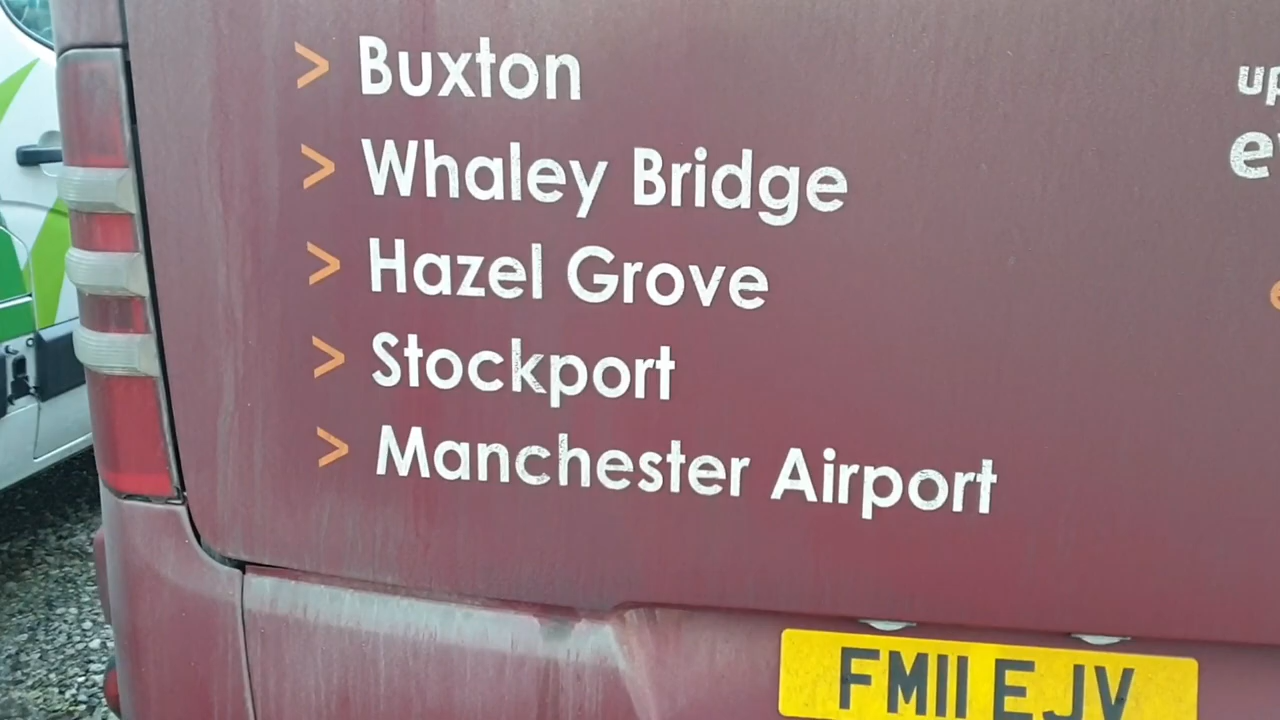 > Buxton
> Whaley Bridge
> Hazel Grove
> Stockport
> Manchester Airport
FM11 EJV